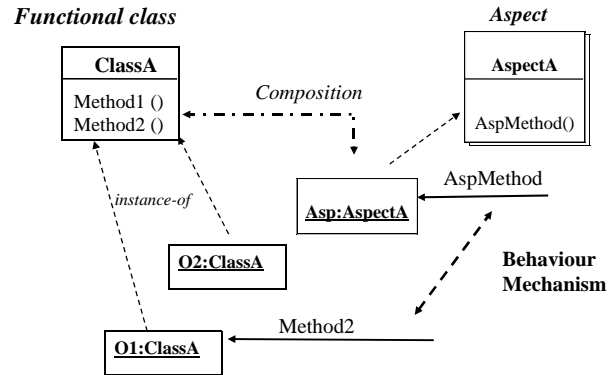 Functional class
Aspect
ClassA
Method1 ()
Method2 ()
AspectA
AspMethod()
Composition
AspMethod
Asp:AspectA
instance-of
O2:ClassA
Behaviour
Mechanism
Method2
O1:ClassA